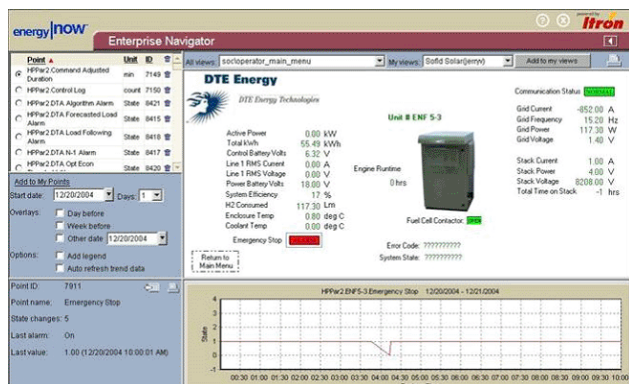 energy now
powered by
Itron
Enterprise Navigator
Point Unit ID
HPPar2.Command Adjusted Duration min 7149
HPPar2.Control Log count 7150
HPPar2.DTA Algorithm Alarm State 8421
HPPar2.DTA Forecasted Load Alarm State 8415
HPPar2.DTA Load Following Alarm State 8418
HPPar2.DTA N-1 Alarm State 8417
HPPar2.DTA Opt Econ State 8420
Add to My Points
Start date: 12/20/2004 Days: 1
Overlays: Day before
Week before
Other date 12/20/2004
Options: Add legend
Auto refresh trend data
Point ID: 7911
Point name: Emergency Stop
State changes: 5
Last alarm: On
Last value: 1.00 (12/20/2004 10:00:01 AM)
All views: socloperator_main_menu My views: Sofid Solar(jerryv) Add to my views
DTE Energy
DTE Energy Technologies
Unit # ENF 5-3
Communication Status NORMAL
Active Power 0.00 kW
Total kWh 55.49 kWh
Control Battery Volts 6.32 V
Line 1 RMS Current 0.00 A
Line 1 RMS Voltage 0.00 V
Power Battery Volts 18.00 V
System Efficiency 17 %
H2 Consumed 117.30 Lm
Enclosure Temp 0.80 deg C
Coolant Temp 0.00 deg C
Emergency Stop
Engine Runtime
0 hrs
Grid Current -852.00 A
Grid Frequency 15.20 Hz
Grid Power 117.30 W
Grid Voltage 1.40 V
Stack Current 1.00 A
Stack Power 4.00 V
Stack Voltage 8208.00 V
Total Time on Stack -1 hrs
Fuel Cell Contactor:
Error Code: ??????????
System State: ??????????
Return to
Main Menu
HPPar2.ENF5-3.Emergency Stop 12/20/2004 - 12/21/2004
State
4
3
2
1
0
-1
00:30 01:00 01:30 02:00 02:30 03:00 03:30 04:00 04:30 05:00 05:30 06:00 06:30 07:00 07:30 08:00 08:30 09:00 09:30 10:00